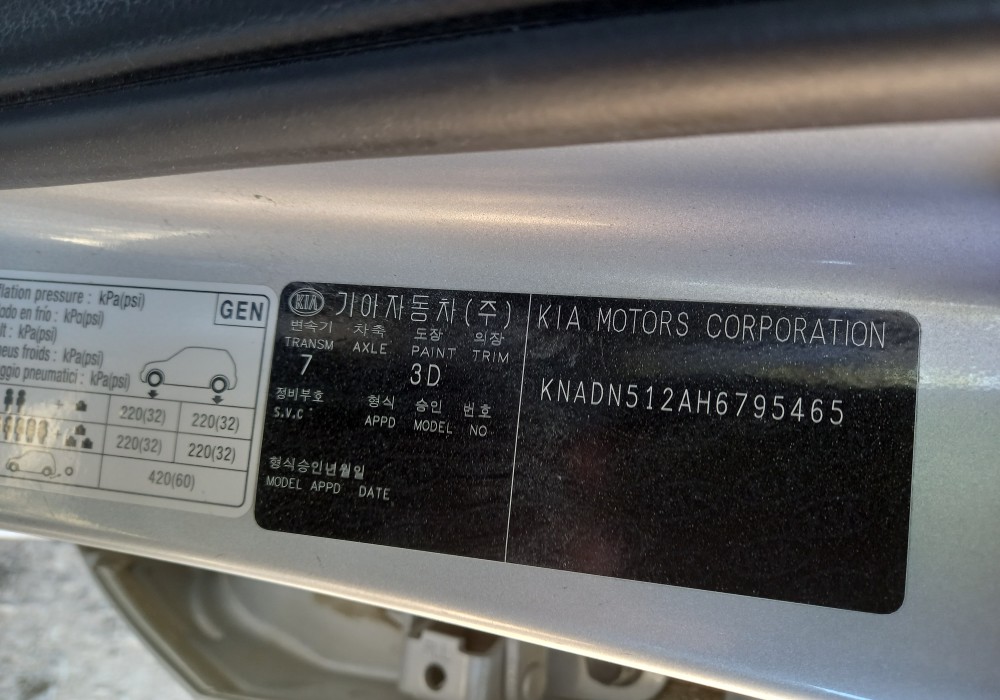 flation pressure : kPa(psi)
odo en frio : kPa(psi)
lt : kPa(psi)
neus froids : kPa(psi)
ggio pneumatici : kPa(psi)
GEN
220(32) 220(32)
220(32) 220(32)
420(60)
KIA 기아자동차(주)
변속기 차축 도장 의장
TRANSM AXLE PAINT TRIM
7 3D
정비부호 형식 승인 번호
S.V.C APPD MODEL NO
형식승인년월일
MODEL APPD DATE
KIA MOTORS CORPORATION
KNADN512AH6795465